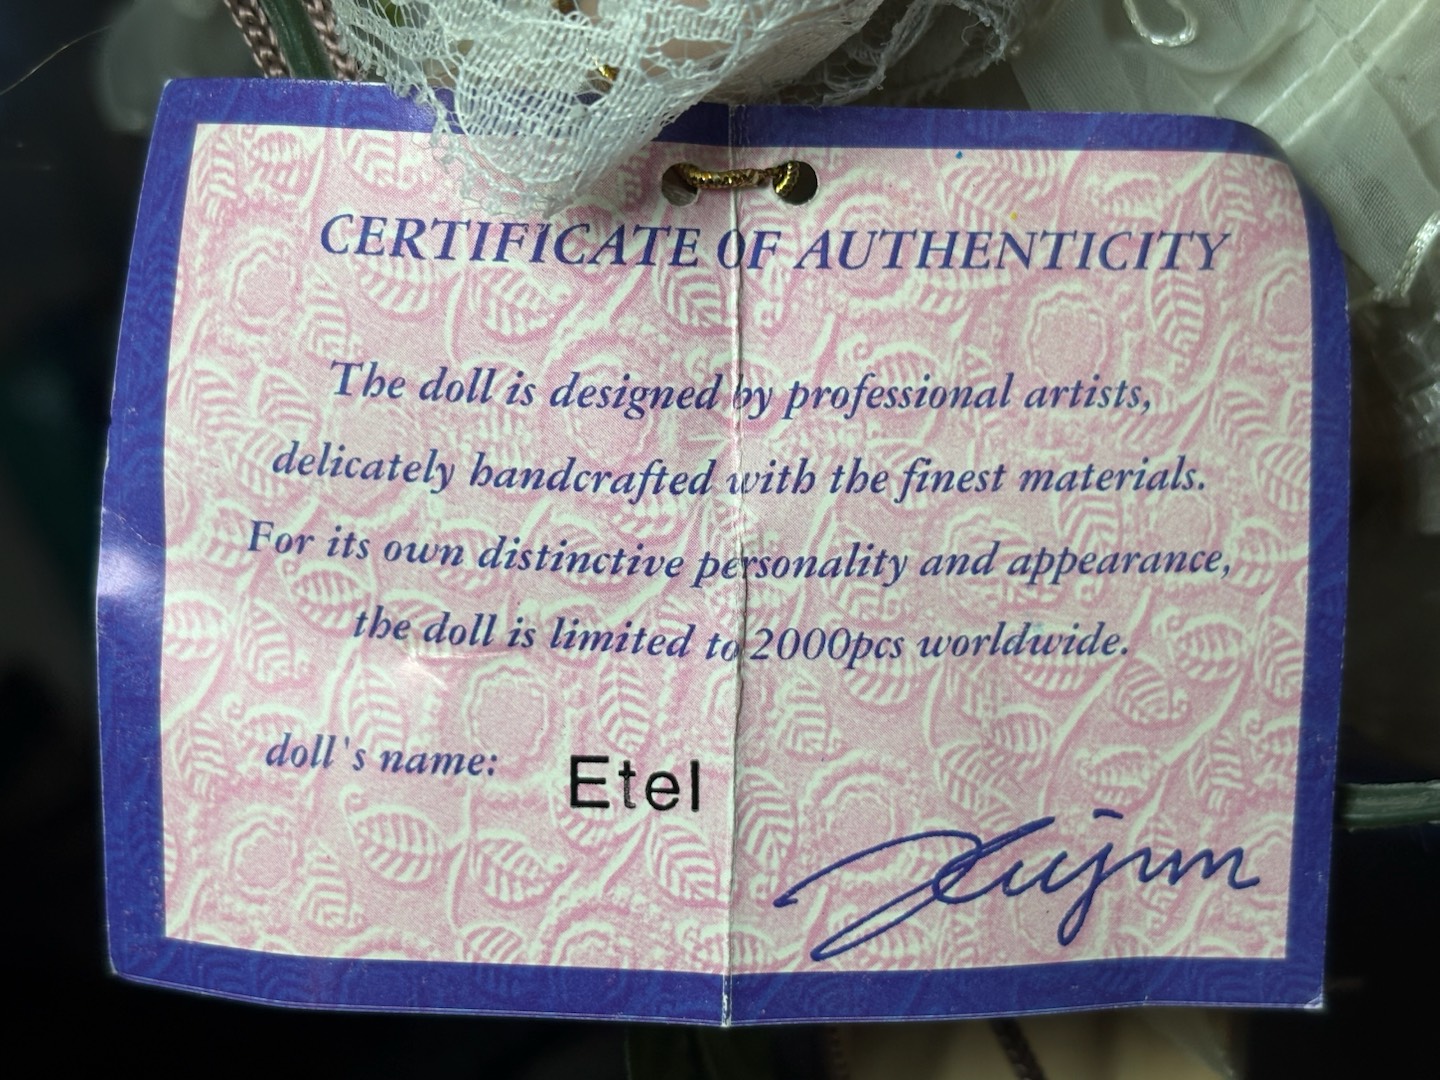 CERTIFICATE OF AUTHENTICITY
The doll is designed by professional artists,
delicately handcrafted with the finest materials.
For its own distinctive personality and appearance,
the doll is limited to 2000pcs worldwide.
doll's name: Etel